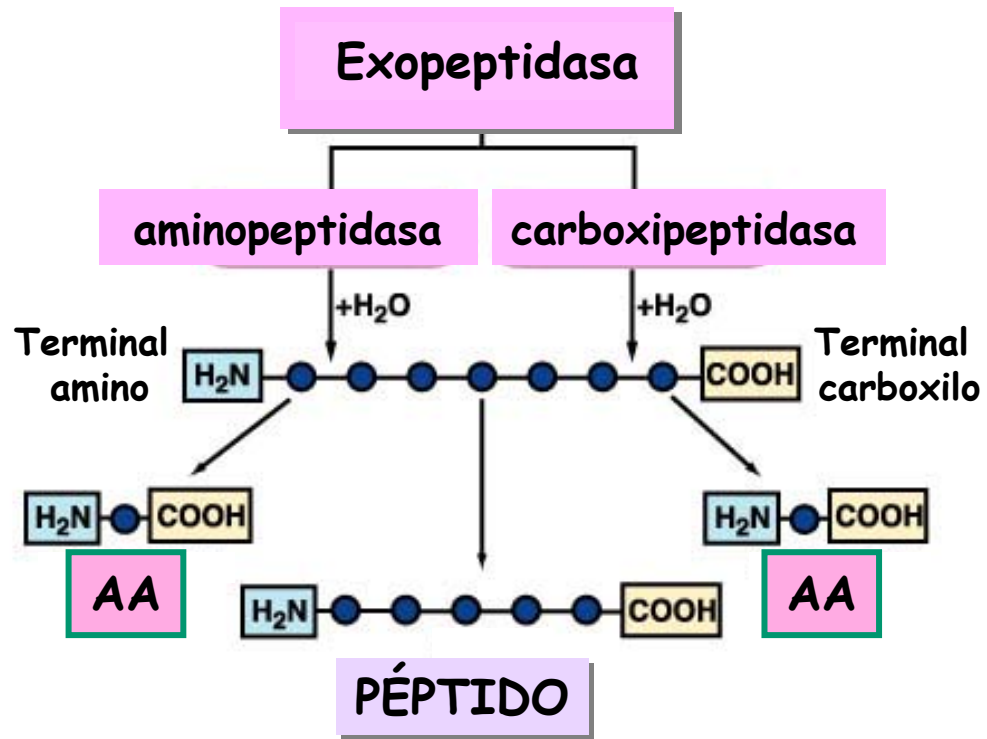 Exopeptidasa
aminopeptidasa
carboxipeptidasa
+H₂O
+H₂O
Terminal
amino
H₂N
COOH
Terminal
carboxilo
H₂N
COOH
H₂N
COOH
AA
AA
H₂N
COOH
PÉPTIDO